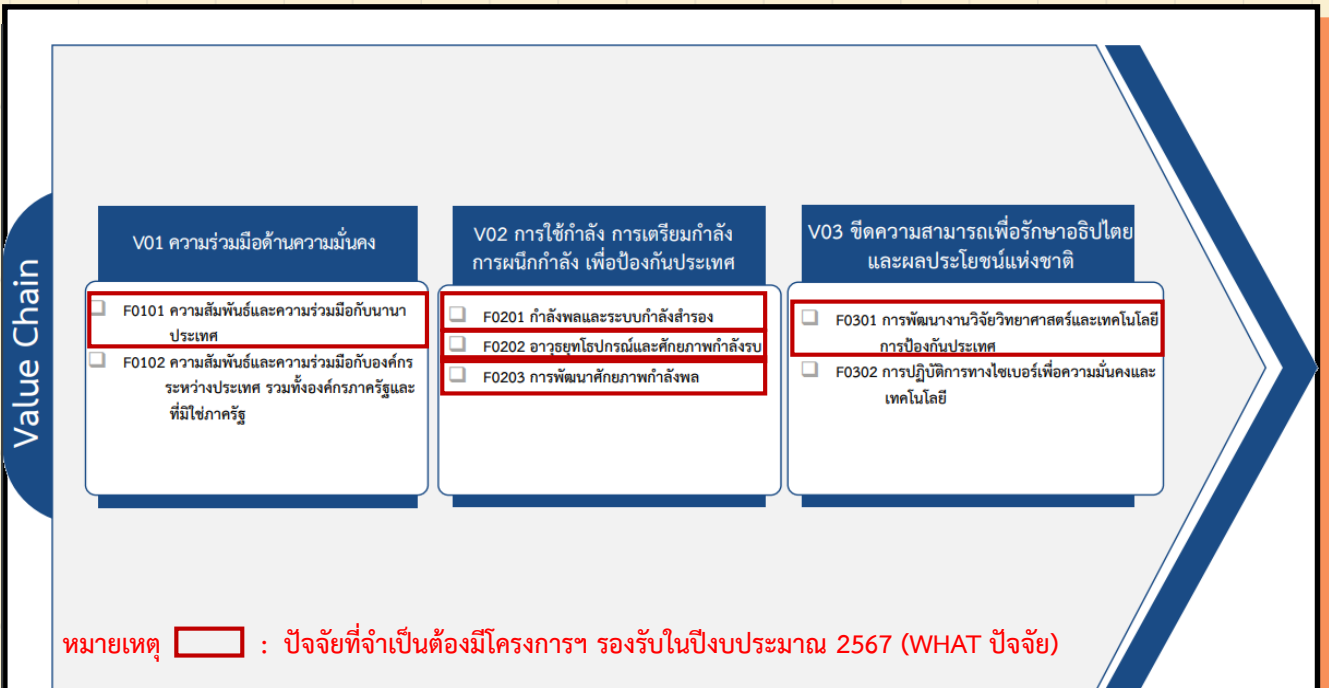 Value Chain
V01 ความร่วมมือด้านความมั่นคง
F0101 ความสัมพันธ์และความร่วมมือกับนานา
ประเทศ
F0102 ความสัมพันธ์และความร่วมมือกับองค์กร
ระหว่างประเทศ รวมทั้งองค์กรภาครัฐและ
ที่มิใช่ภาครัฐ
V02 การใช้กำลัง การเตรียมกำลัง
การผนึกกำลัง เพื่อป้องกันประเทศ
F0201 กำลังพลและระบบกำลังสำรอง
F0202 อาวุธยุทโธปกรณ์และศักยภาพกำลังรบ
F0203 การพัฒนาศักยภาพกำลังพล
V03 ขีดความสามารถเพื่อรักษาอธิปไตย
และผลประโยชน์แห่งชาติ
F0301 การพัฒนางานวิจัยวิทยาศาสตร์และเทคโนโลยี
การป้องกันประเทศ
F0302 การปฏิบัติการทางไซเบอร์เพื่อความมั่นคงและ
เทคโนโลยี
หมายเหตุ : ปัจจัยที่จำเป็นต้องมีโครงการฯ รองรับในปีงบประมาณ 2567 (WHAT ปัจจัย)